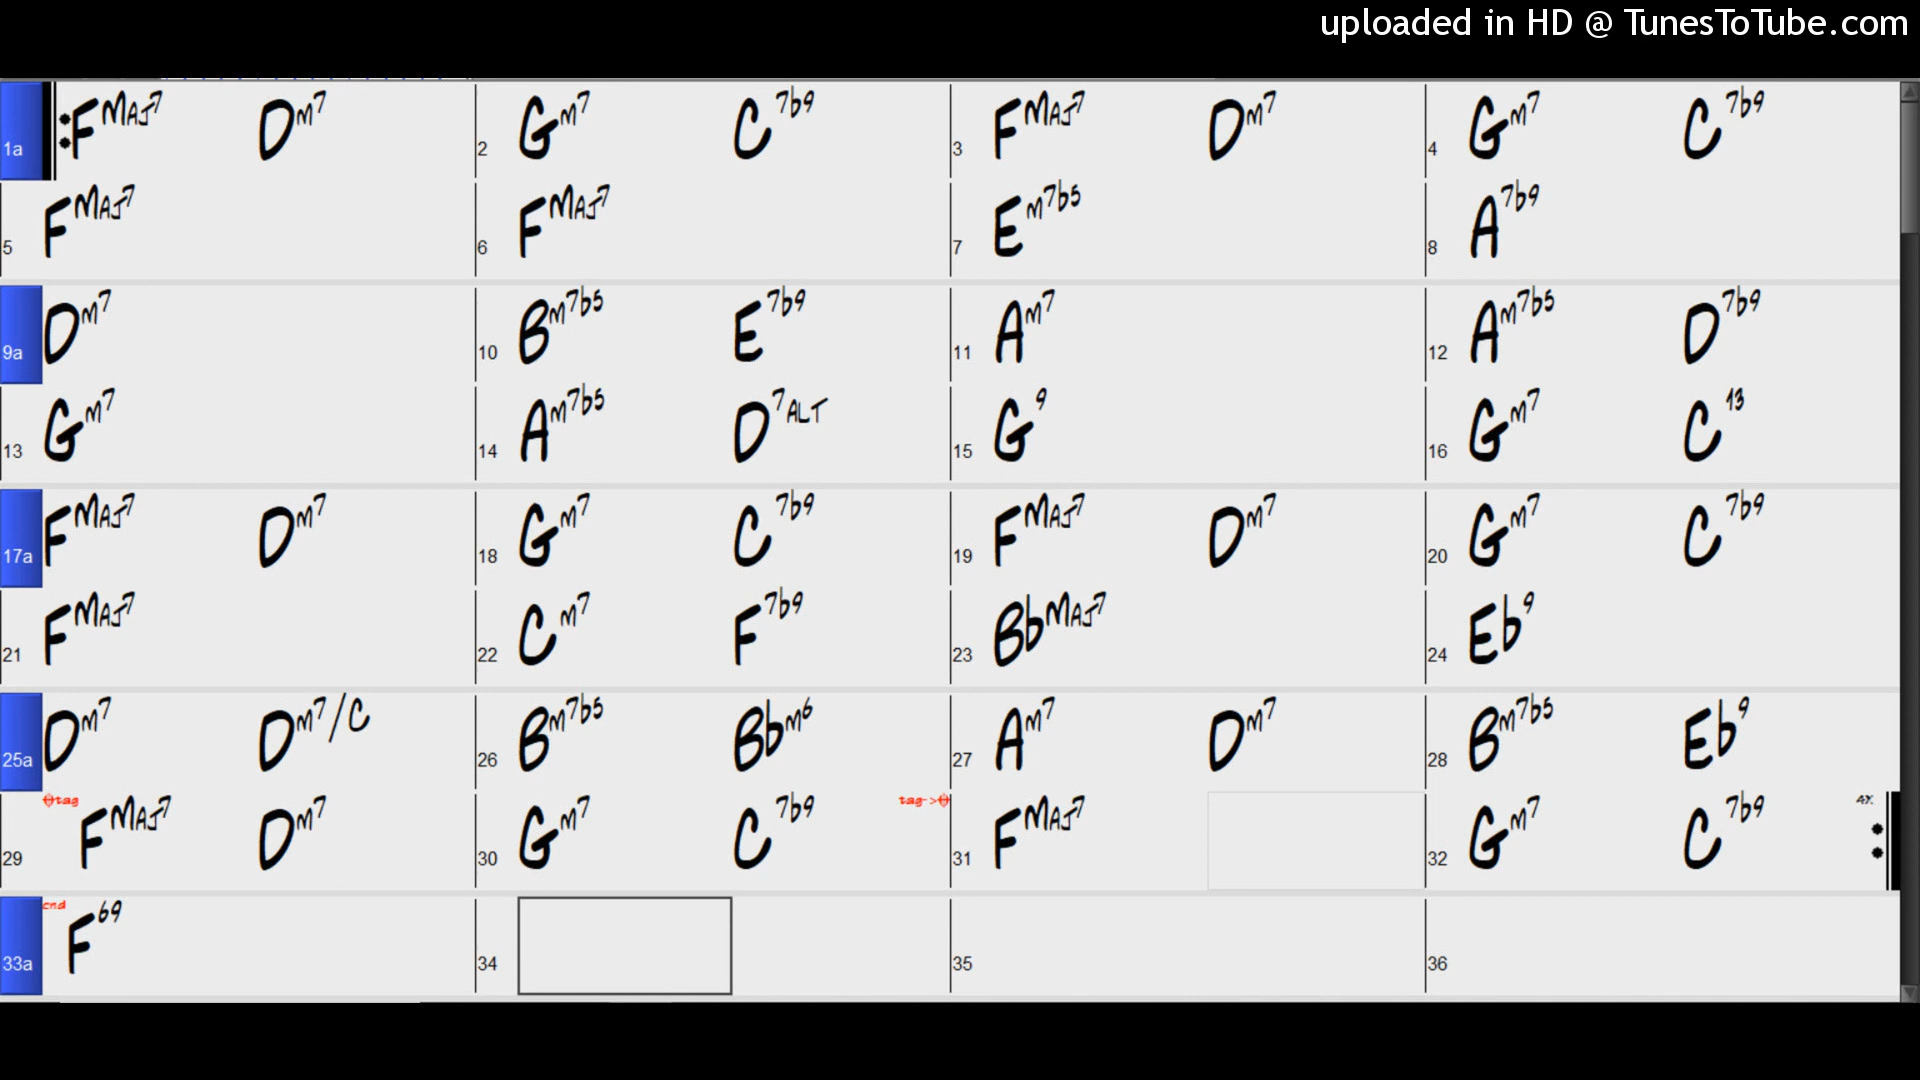 uploaded in HD @ TunesToTube.com
1a FMAJ7 Dm7 2 Gm7 C7b9 3 FMAJ7 Dm7 4 Gm7 C7b9
5 FMAJ7 6 FMAJ7 7 Em7b5 8 A7b9
9a Dm7 10 Bm7b5 E7b9 11 Am7 12 Am7b5 D7b9
13 Gm7 14 Am7b5 D7ALT 15 G9 16 Gm7 C13
17a FMAJ7 Dm7 18 Gm7 C7b9 19 FMAJ7 Dm7 20 Gm7 C7b9
21 FMAJ7 22 Cm7 F7b9 23 BbMAJ7 24 Eb9
25a Dm7 Dm7/C 26 Bm7b5 Bbm6 27 Am7 Dm7 28 Bm7b5 Eb9
tag tag-> 4x
29 FMAJ7 Dm7 30 Gm7 C7b9 31 FMAJ7 32 Gm7 C7b9
end
33a F69 34 35 36